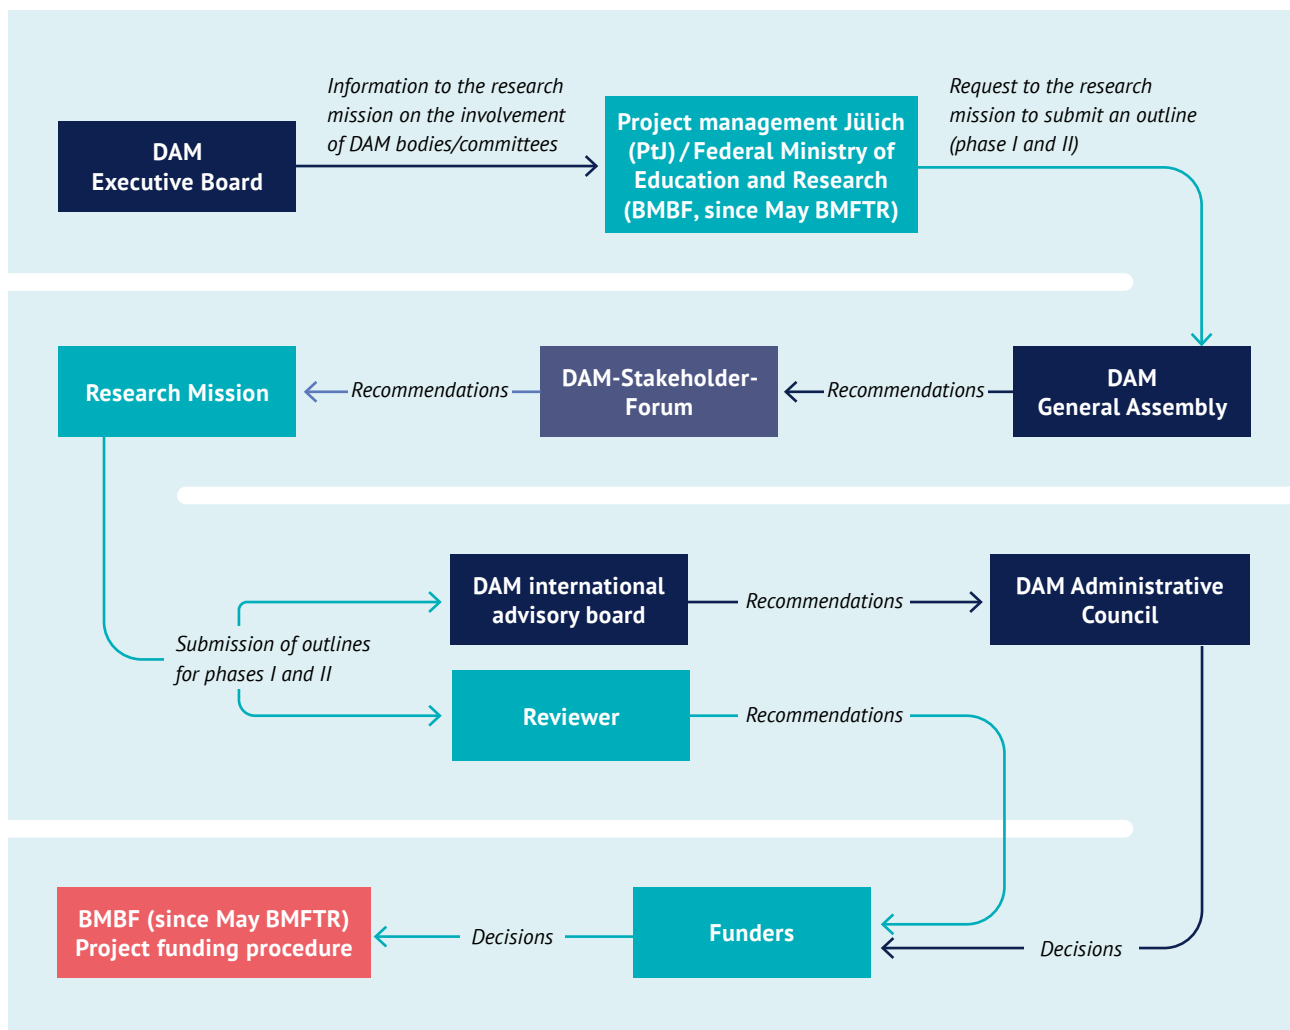 Information to the research
mission on the involvement
of DAM bodies/committees
Request to the research
mission to submit an outline
(phase I and II)
DAM
Executive Board
Project management Jülich
(PtJ) / Federal Ministry of
Education and Research
(BMBF, since May BMFTR)
Research Mission
Recommendations
DAM-Stakeholder-
Forum
Recommendations
DAM
General Assembly
Submission of outlines
for phases I and II
DAM international
advisory board
Recommendations
DAM Administrative
Council
Reviewer
Recommendations
BMBF (since May BMFTR)
Project funding procedure
Decisions
Funders
Decisions